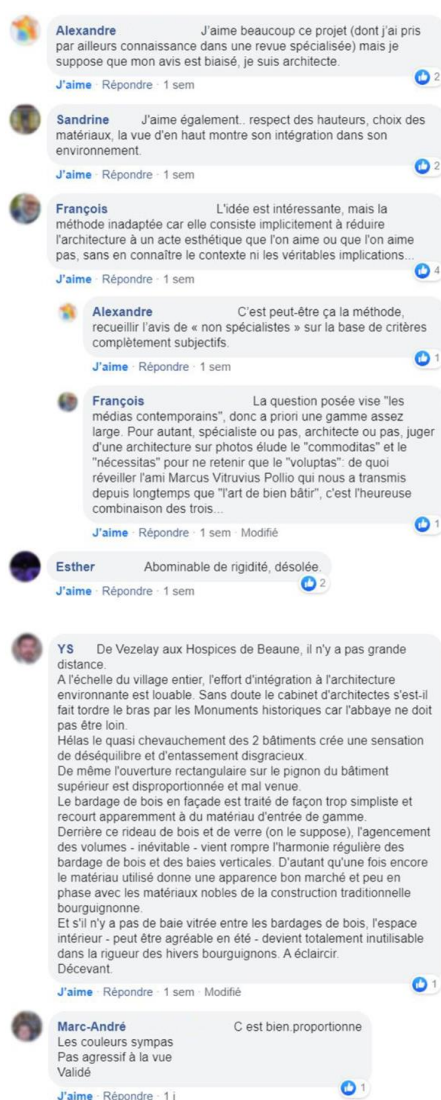 Alexandre J'aime beaucoup ce projet (dont j'ai pris
par ailleurs connaissance dans une revue spécialisée) mais je
suppose que mon avis est biaisé, je suis architecte.
2
J'aime · Répondre · 1 sem
Sandrine J'aime également.. respect des hauteurs, choix des
matériaux, la vue d'en haut montre son intégration dans son
environnement.
2
J'aime · Répondre · 1 sem
François L'idée est intéressante, mais la
méthode inadaptée car elle consiste implicitement à réduire
l'architecture à un acte esthétique que l'on aime ou que l'on aime
pas, sans en connaître le contexte ni les véritables implications...
4
J'aime · Répondre · 1 sem
Alexandre C'est peut-être ça la méthode,
recueillir l'avis de « non spécialistes » sur la base de critères
complètement subjectifs.
1
J'aime · Répondre · 1 sem
François La question posée vise "les
médias contemporains", donc a priori une gamme assez
large. Pour autant, spécialiste ou pas, architecte ou pas, juger
d'une architecture sur photos élude le "commoditas" et le
"nécessitas" pour ne retenir que le "voluptas": de quoi
réveiller l'ami Marcus Vitruvius Pollio qui nous a transmis
depuis longtemps que "l'art de bien bâtir", c'est l'heureuse
combinaison des trois...
1
J'aime · Répondre · 1 sem · Modifié
Esther Abominable de rigidité, désolée.
2
J'aime · Répondre · 1 sem
YS De Vezelay aux Hospices de Beaune, il n'y a pas grande
distance.
A l'échelle du village entier, l'effort d'intégration à l'architecture
environnante est louable. Sans doute le cabinet d'architectes s'est-il
fait tordre le bras par les Monuments historiques car l'abbaye ne doit
pas être loin.
Hélas le quasi chevauchement des 2 bâtiments crée une sensation
de déséquilibre et d'entassement disgracieux.
De même l'ouverture rectangulaire sur le pignon du bâtiment
supérieur est disproportionnée et mal venue.
Le bardage de bois en façade est traité de façon trop simpliste et
recourt apparemment à du matériau d'entrée de gamme.
Derrière ce rideau de bois et de verre (on le suppose), l'agencement
des volumes - inévitable - vient rompre l'harmonie régulière des
bardage de bois et des baies verticales. D'autant qu'une fois encore
le matériau utilisé donne une apparence bon marché et peu en
phase avec les matériaux nobles de la construction traditionnelle
bourguignonne.
Et s'il n'y a pas de baie vitrée entre les bardages de bois, l'espace
intérieur - peut être agréable en été - devient totalement inutilisable
dans la rigueur des hivers bourguignons. A éclaircir.
Décevant.
1
J'aime · Répondre · 1 sem · Modifié
Marc-André C est bien.proportionne
Les couleurs sympas
Pas agressif à la vue
Validé
1
J'aime · Répondre · 1 j